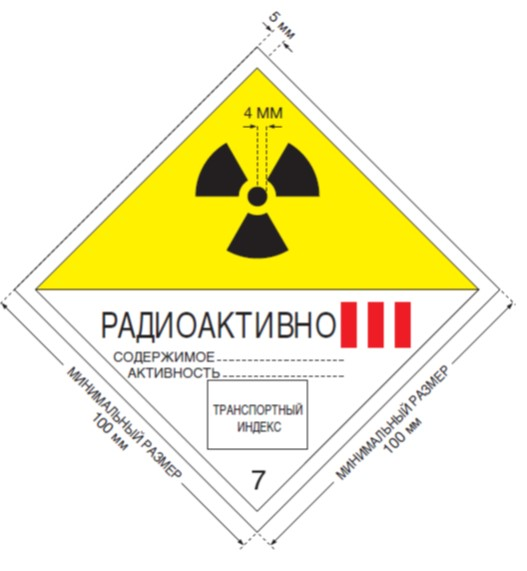 5 мм
4 ММ
РАДИОАКТИВНО
СОДЕРЖИМОЕ
АКТИВНОСТЬ
ТРАНСПОРТНЫЙ
ИНДЕКС
МИНИМАЛЬНЫЙ РАЗМЕР
100 мм
МИНИМАЛЬНЫЙ РАЗМЕР
100 мм
7